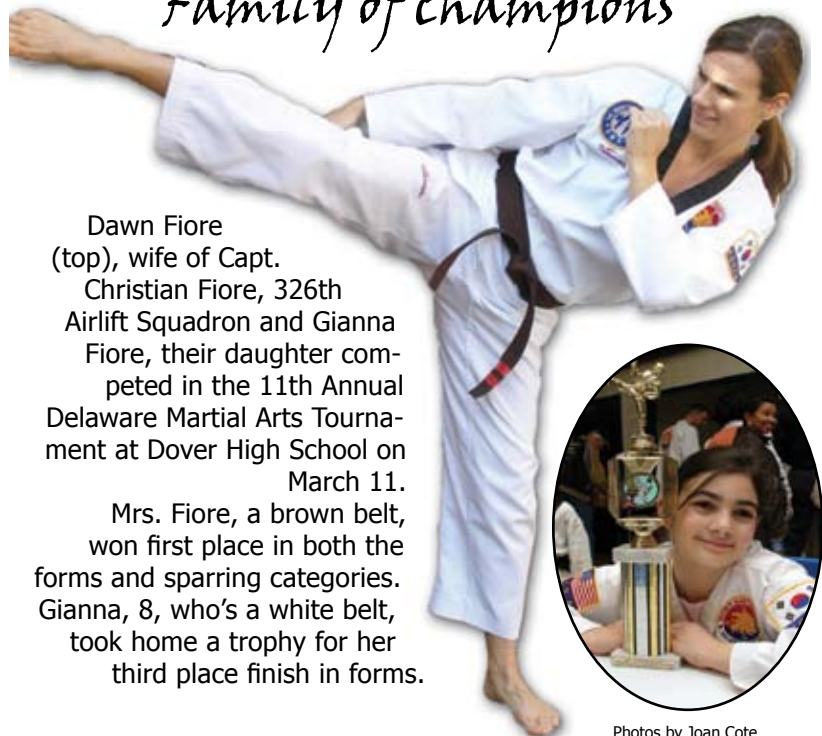 Family of champions
Dawn Fiore
(top), wife of Capt.
Christian Fiore, 326th
Airlift Squadron and Gianna
Fiore, their daughter com-
peted in the 11th Annual
Delaware Martial Arts Tourna-
ment at Dover High School on
March 11.
Mrs. Fiore, a brown belt,
won first place in both the
forms and sparring categories.
Gianna, 8, who's a white belt,
took home a trophy for her
third place finish in forms.
Photos by Joan Cote